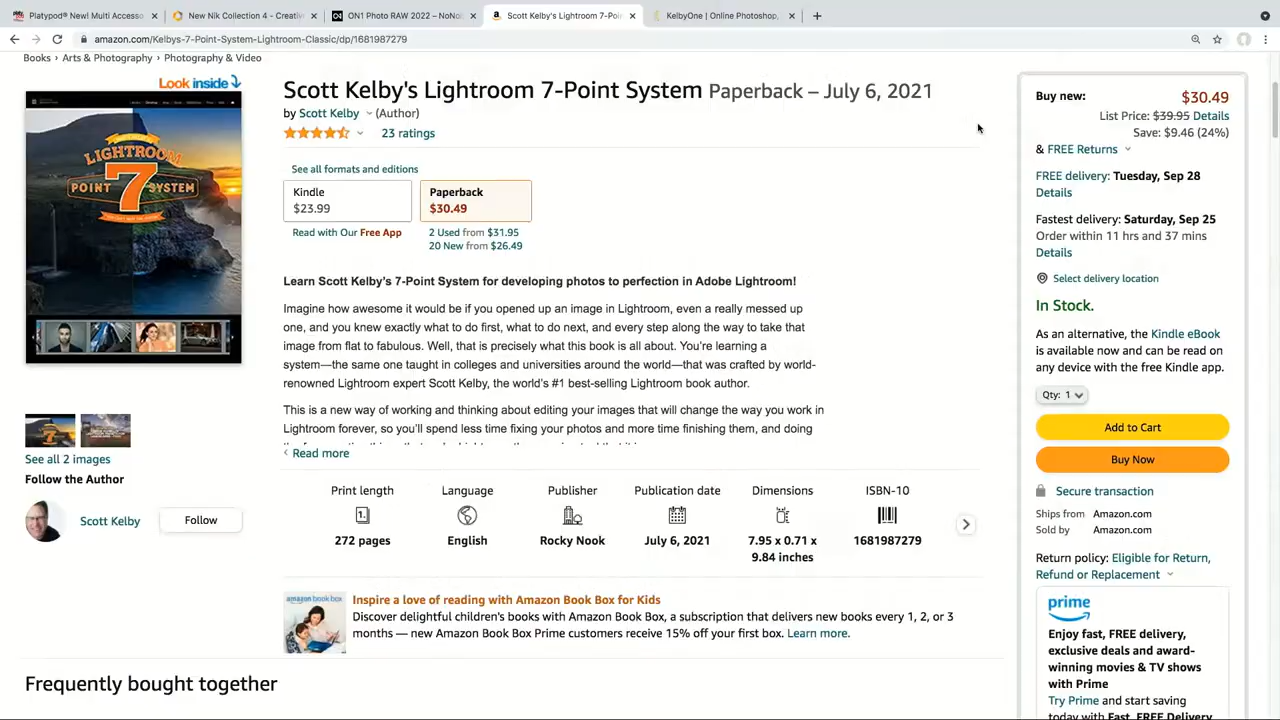 Platypod® New! Multi Accesso
New Nik Collection 4 - Creativ
ON1 Photo RAW 2022 – NoNoi
Scott Kelby's Lightroom 7-Poi
KelbyOne | Online Photoshop,
amazon.com/Kelbys-7-Point-System-Lightroom-Classic/dp/1681987279
Books › Arts & Photography › Photography & Video
Look inside
LIGHTROOM
7
POINT SYSTEM
See all 2 images
Follow the Author
Scott Kelby
Follow
Scott Kelby's Lightroom 7-Point System Paperback – July 6, 2021
by Scott Kelby (Author)
23 ratings
See all formats and editions
Kindle
$23.99
Paperback
$30.49
Read with Our Free App
2 Used from $31.95
20 New from $26.49
Learn Scott Kelby's 7-Point System for developing photos to perfection in Adobe Lightroom!
Imagine how awesome it would be if you opened up an image in Lightroom, even a really messed up
one, and you knew exactly what to do first, what to do next, and every step along the way to take that
image from flat to fabulous. Well, that is precisely what this book is all about. You're learning a
system—the same one taught in colleges and universities around the world—that was crafted by world-
renowned Lightroom expert Scott Kelby, the world's #1 best-selling Lightroom book author.
This is a new way of working and thinking about editing your images that will change the way you work in
Lightroom forever, so you'll spend less time fixing your photos and more time finishing them, and doing
Read more
Print length
272 pages
Language
English
Publisher
Rocky Nook
Publication date
July 6, 2021
Dimensions
7.95 x 0.71 x
9.84 inches
ISBN-10
1681987279
amazon book box
Inspire a love of reading with Amazon Book Box for Kids
Discover delightful children's books with Amazon Book Box, a subscription that delivers new books every 1, 2, or 3
months — new Amazon Book Box Prime customers receive 15% off your first box. Learn more.
Frequently bought together
Buy new: $30.49
List Price: $39.95 Details
Save: $9.46 (24%)
& FREE Returns
FREE delivery: Tuesday, Sep 28
Details
Fastest delivery: Saturday, Sep 25
Order within 11 hrs and 37 mins
Details
Select delivery location
In Stock.
As an alternative, the Kindle eBook
is available now and can be read on
any device with the free Kindle app.
Qty: 1
Add to Cart
Buy Now
Secure transaction
Ships from Amazon.com
Sold by Amazon.com
Return policy: Eligible for Return,
Refund or Replacement
prime
Enjoy fast, FREE delivery,
exclusive deals and award-
winning movies & TV shows
with Prime
Try Prime and start saving
today with Fast, FREE Delivery